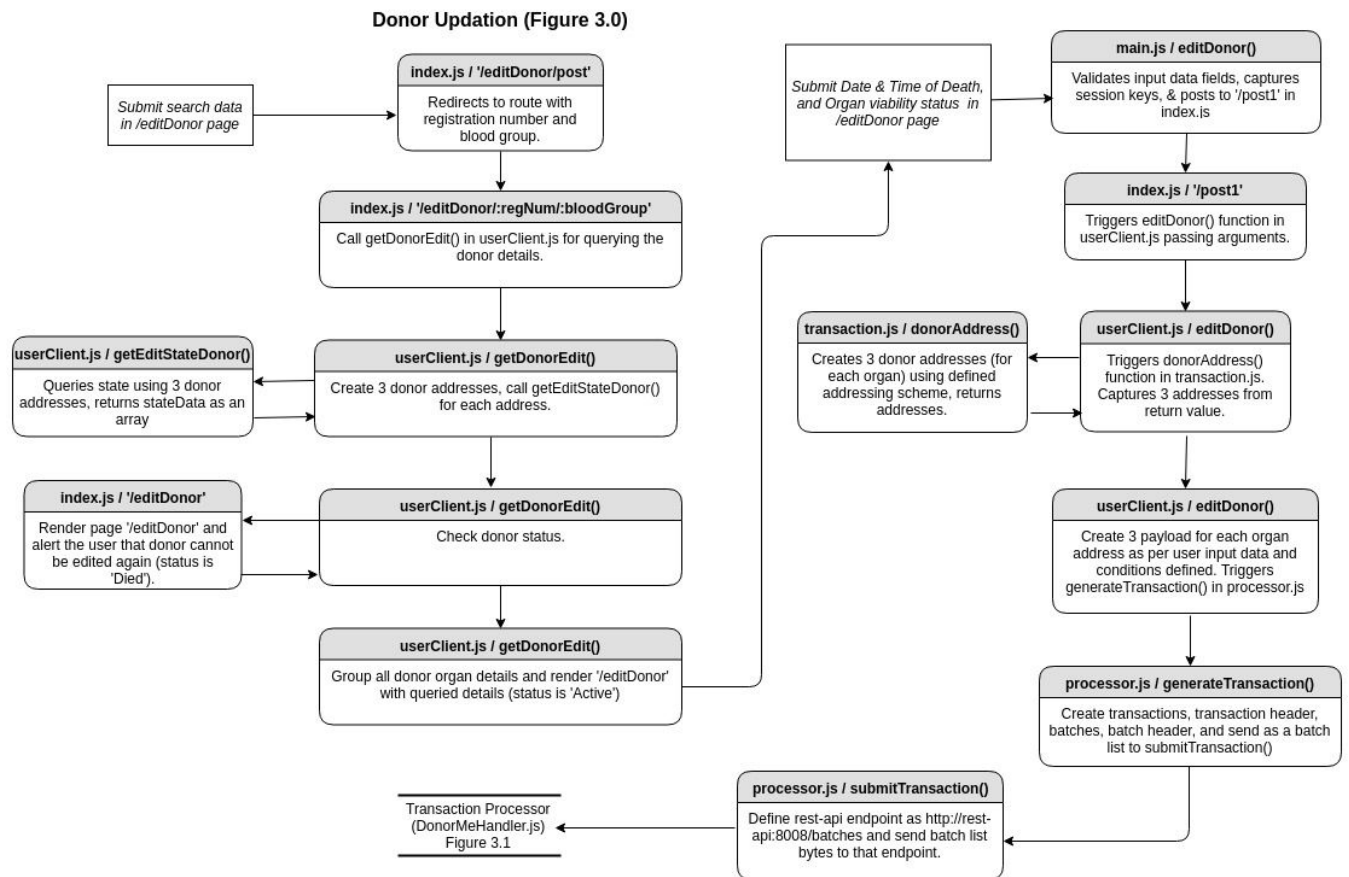 Donor Updation (Figure 3.0)
Submit search data
in /editDonor page
index.js / '/editDonor/post'
Redirects to route with
registration number and
blood group.
index.js / '/editDonor/:regNum/:bloodGroup'
Call getDonorEdit() in userClient.js for querying the
donor details.
userClient.js / getEditStateDonor()
Queries state using 3 donor
addresses, returns stateData as an
array
userClient.js / getDonorEdit()
Create 3 donor addresses, call getEditStateDonor()
for each address.
index.js / '/editDonor'
Render page '/editDonor' and
alert the user that donor cannot
be edited again (status is
'Died').
userClient.js / getDonorEdit()
Check donor status.
userClient.js / getDonorEdit()
Group all donor organ details and render '/editDonor'
with queried details (status is 'Active')
Submit Date & Time of Death,
and Organ viability status in
/editDonor page
main.js / editDonor()
Validates input data fields, captures
session keys, & posts to '/post1' in
index.js
index.js / '/post1'
Triggers editDonor() function in
userClient.js passing arguments.
transaction.js / donorAddress()
Creates 3 donor addresses (for
each organ) using defined
addressing scheme, returns
addresses.
userClient.js / editDonor()
Triggers donorAddress()
function in transaction.js.
Captures 3 addresses from
return value.
userClient.js / editDonor()
Create 3 payload for each organ
address as per user input data and
conditions defined. Triggers
generateTransaction() in processor.js
processor.js / generateTransaction()
Create transactions, transaction header,
batches, batch header, and send as a batch
list to submitTransaction()
processor.js / submitTransaction()
Define rest-api endpoint as http://rest-
api:8008/batches and send batch list
bytes to that endpoint.
Transaction Processor
(DonorMeHandler.js)
Figure 3.1